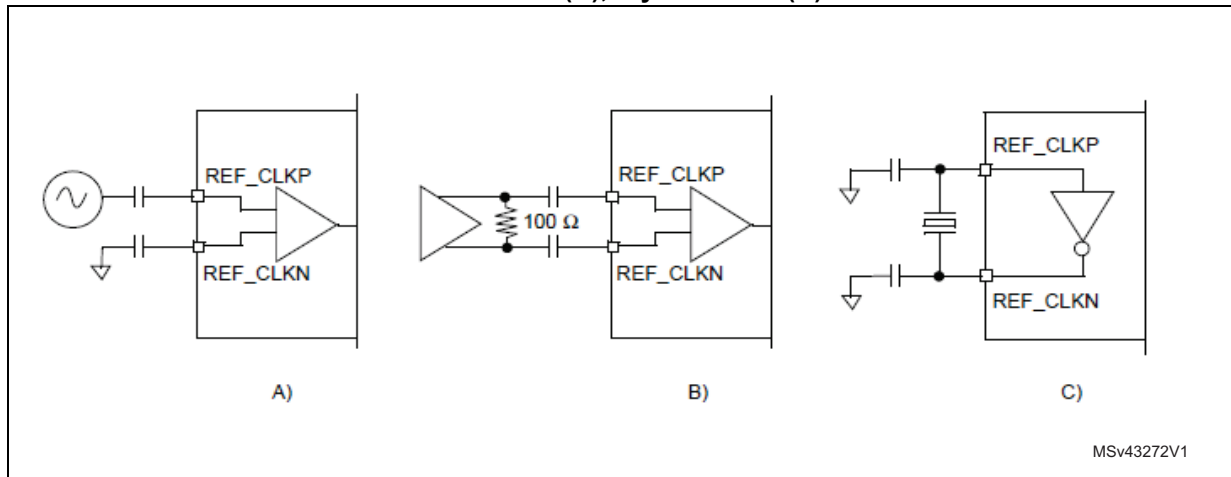 REF_CLKP
REF_CLKN
A)
REF_CLKP
100 Ω
REF_CLKN
B)
REF_CLKP
REF_CLKN
C)
MSv43272V1